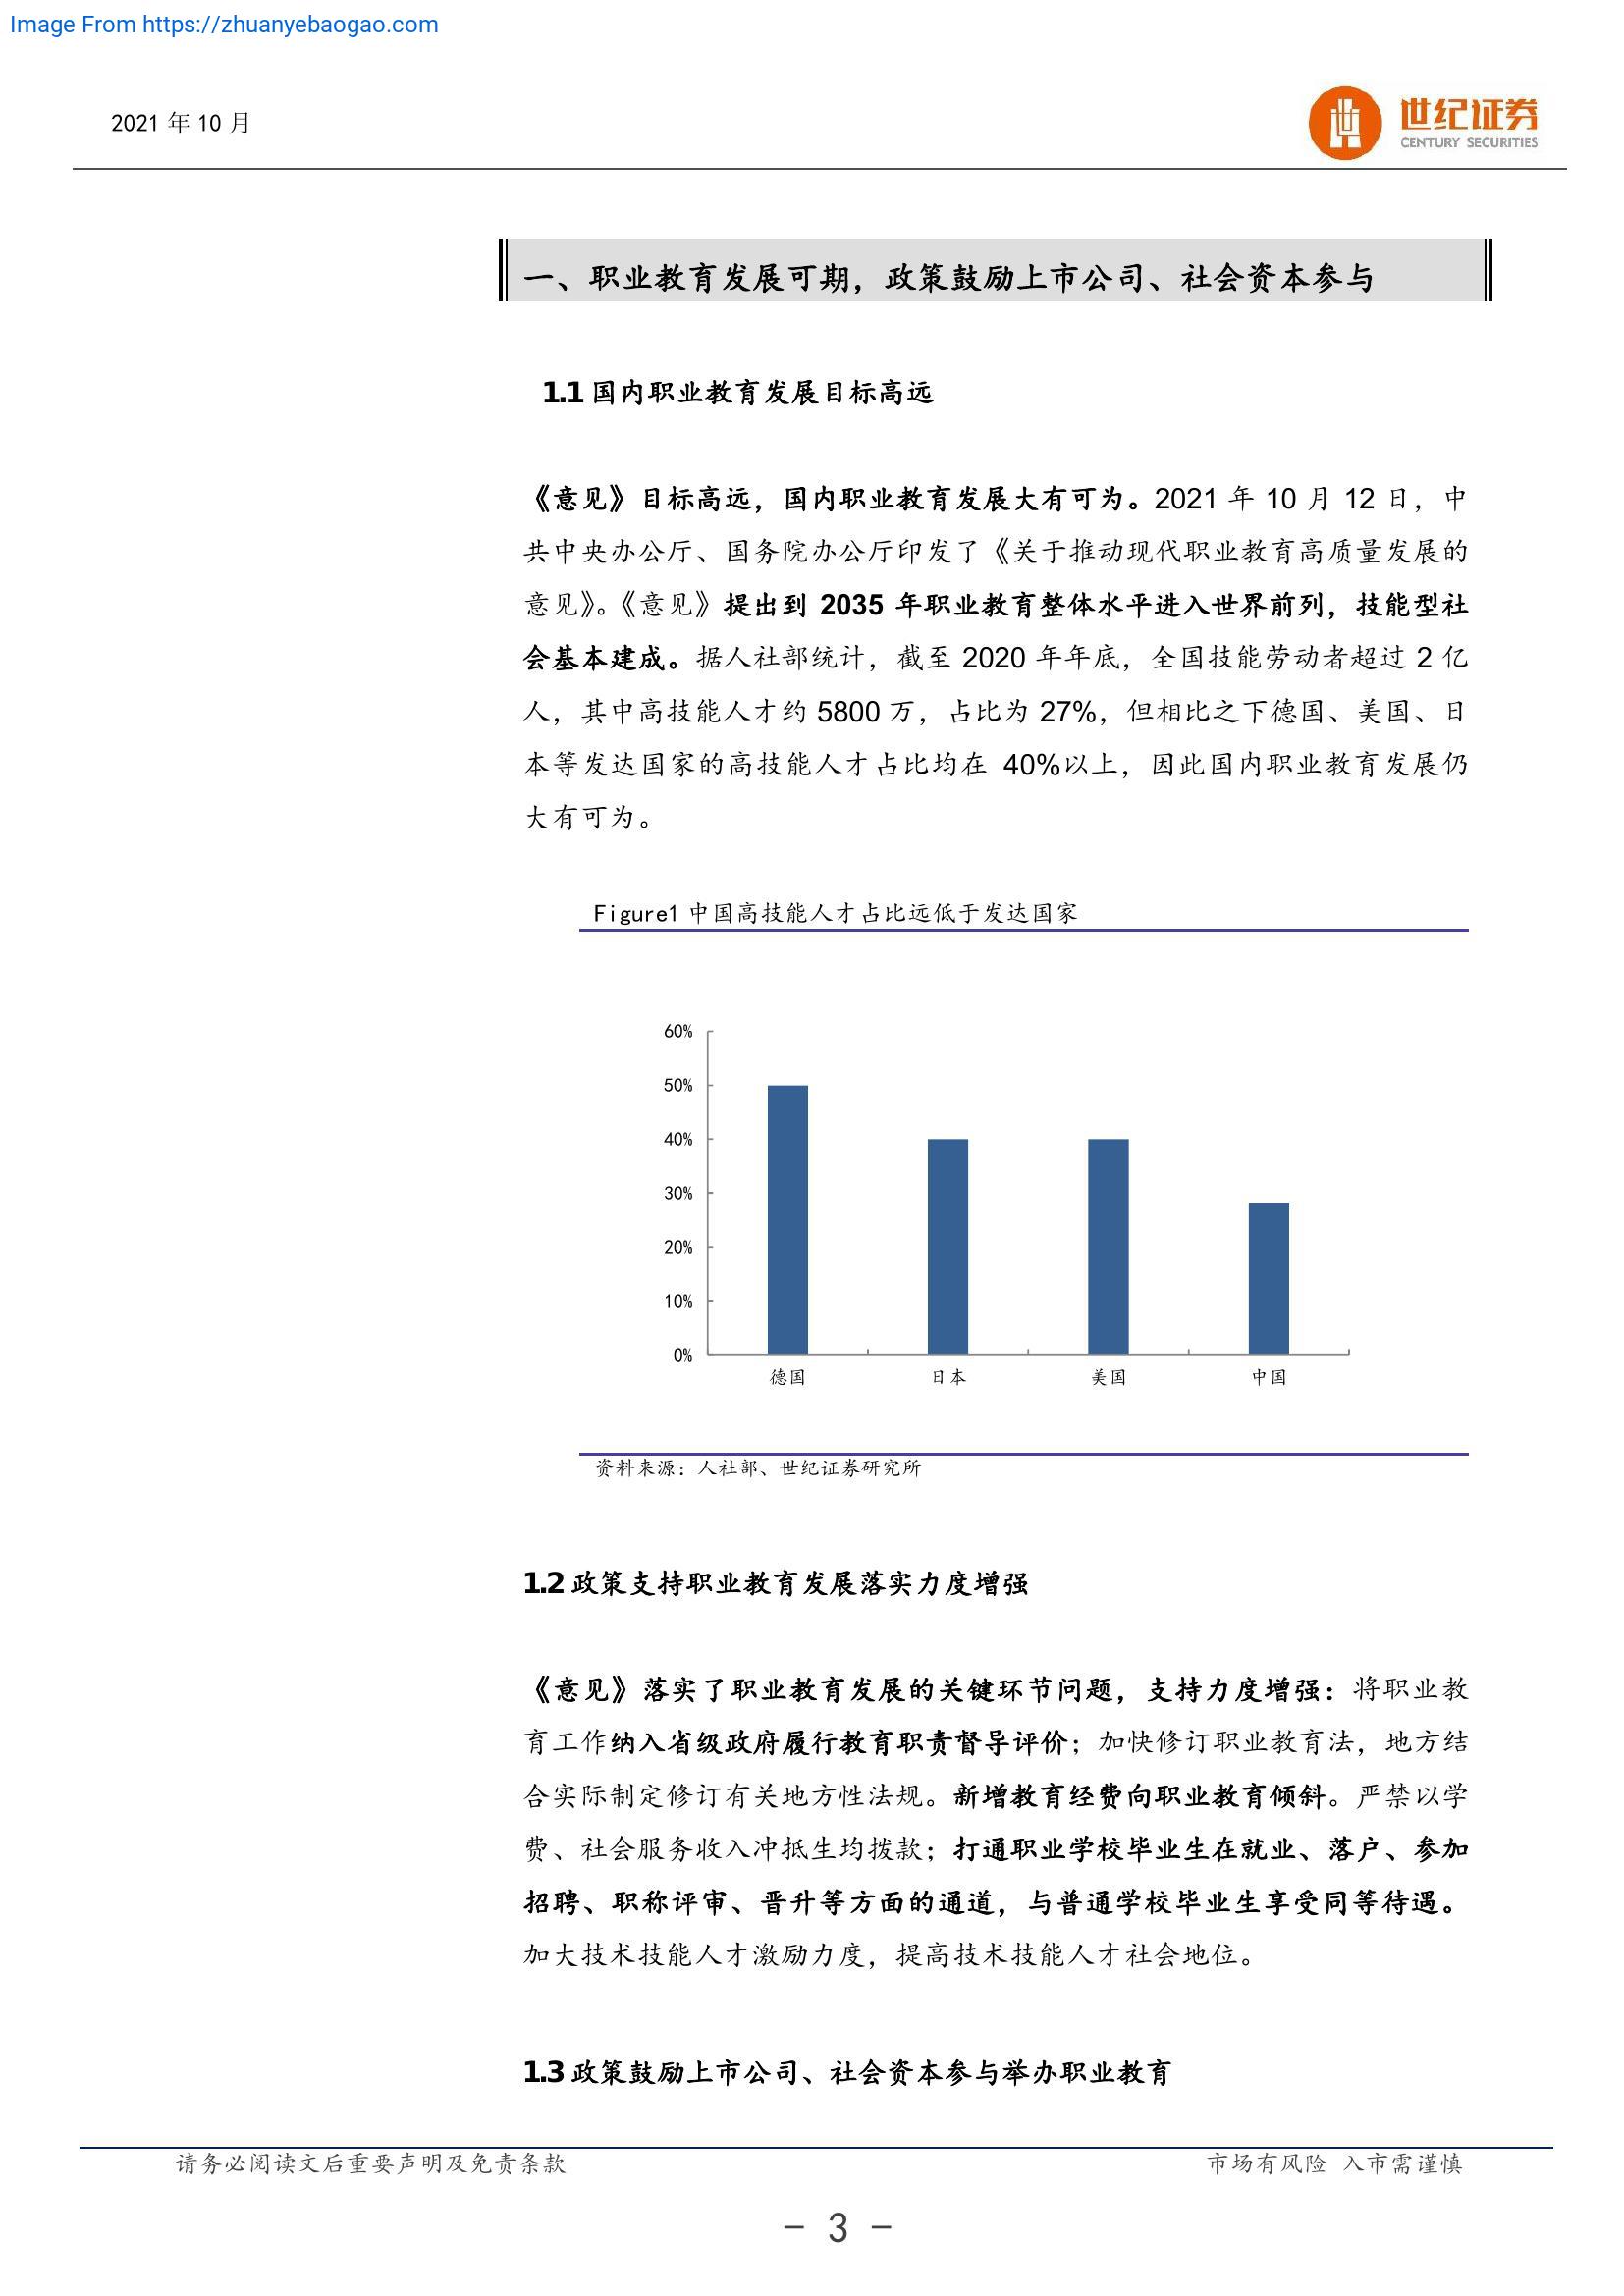 Image From https://zhuanyebaogao.com
2021 年 10 月
世纪证券
CENTURY SECURITIES
一、职业教育发展可期，政策鼓励上市公司、社会资本参与
1.1 国内职业教育发展目标高远
《意见》目标高远，国内职业教育发展大有可为。2021 年 10 月 12 日，中
共中央办公厅、国务院办公厅印发了《关于推动现代职业教育高质量发展的
意见》。《意见》提出到 2035 年职业教育整体水平进入世界前列，技能型社
会基本建成。据人社部统计，截至 2020 年年底，全国技能劳动者超过 2 亿
人，其中高技能人才约 5800 万，占比为 27%，但相比之下德国、美国、日
本等发达国家的高技能人才占比均在 40%以上，因此国内职业教育发展仍
大有可为。
Figure1 中国高技能人才占比远低于发达国家
60%
50%
40%
30%
20%
10%
0%
德国 日本 美国 中国
资料来源：人社部、世纪证券研究所
1.2 政策支持职业教育发展落实力度增强
《意见》落实了职业教育发展的关键环节问题，支持力度增强：将职业教
育工作纳入省级政府履行教育职责督导评价；加快修订职业教育法，地方结
合实际制定修订有关地方性法规。新增教育经费向职业教育倾斜。严禁以学
费、社会服务收入冲抵生均拨款；打通职业学校毕业生在就业、落户、参加
招聘、职称评审、晋升等方面的通道，与普通学校毕业生享受同等待遇。
加大技术技能人才激励力度，提高技术技能人才社会地位。
1.3 政策鼓励上市公司、社会资本参与举办职业教育
请务必阅读文后重要声明及免责条款 市场有风险 入市需谨慎
- 3 -